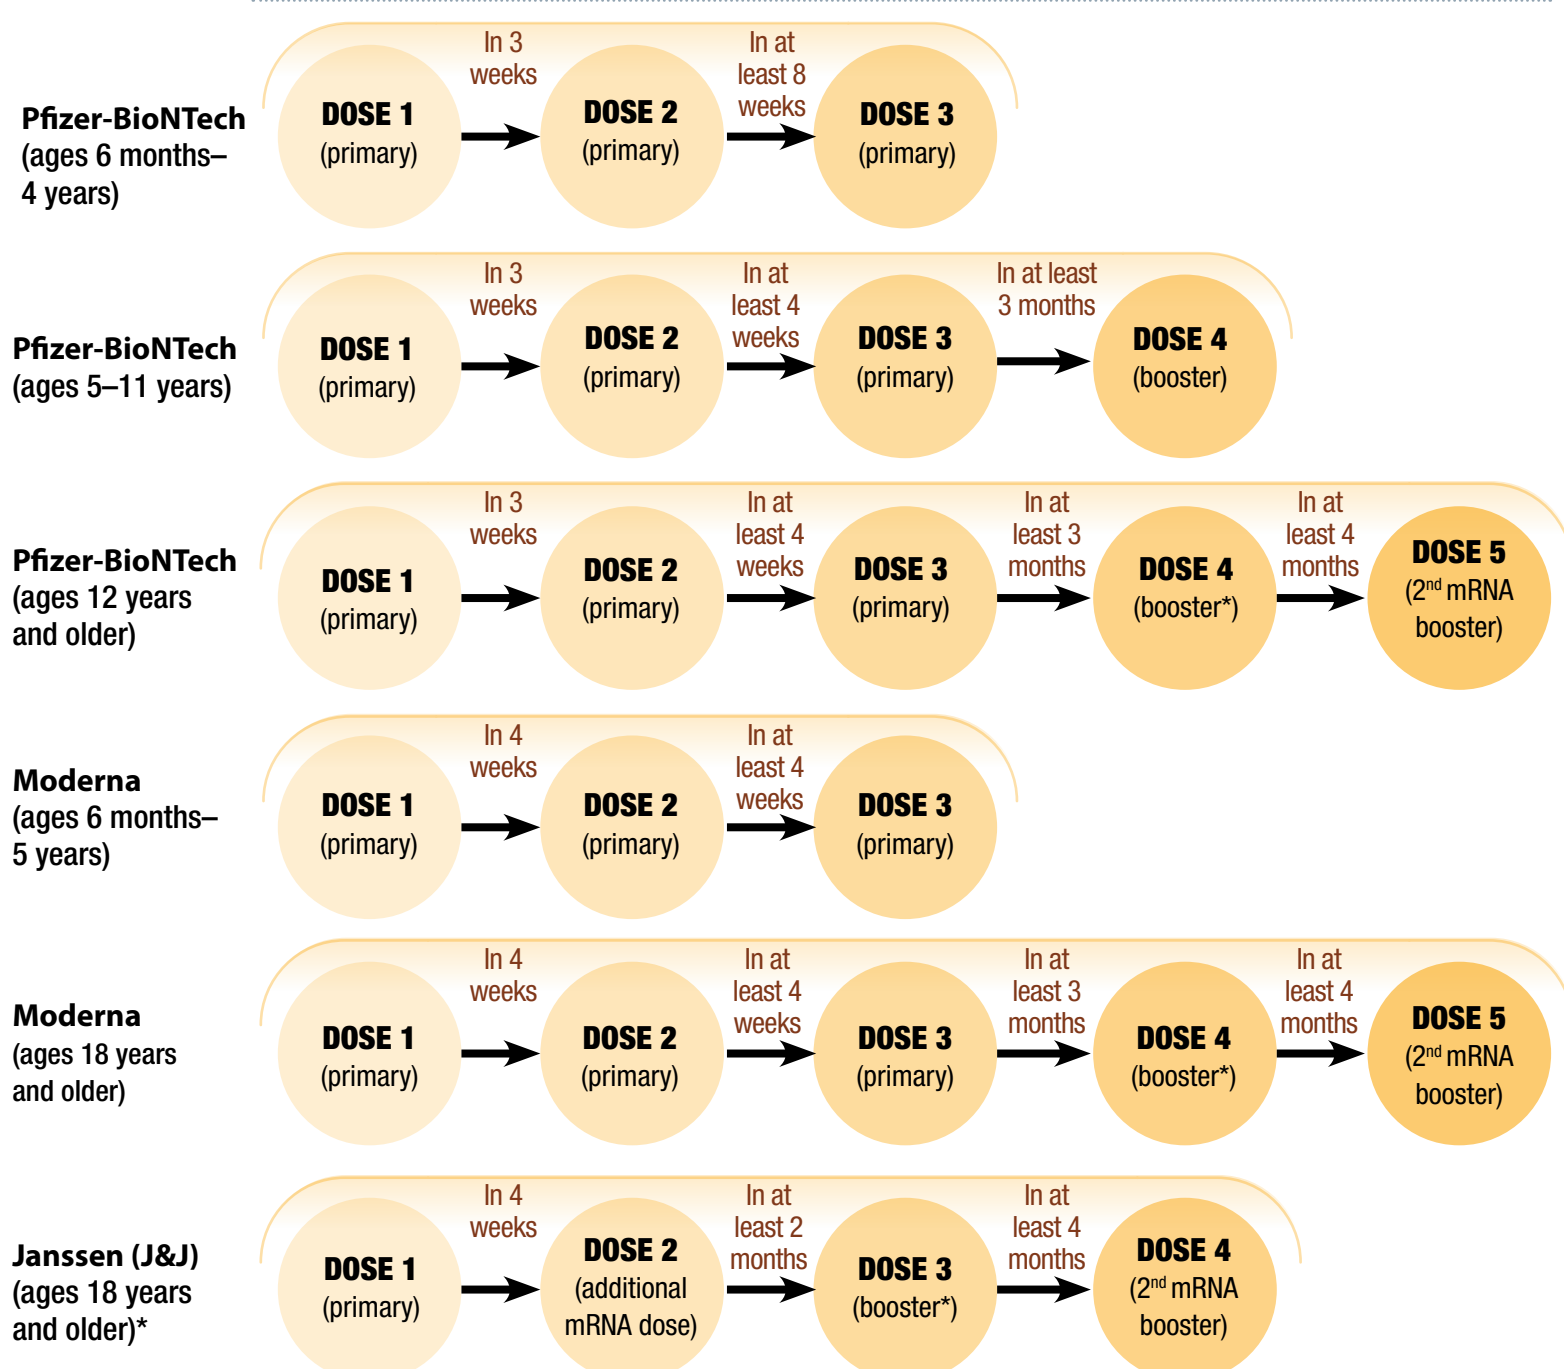 Pfizer-BioNTech
(ages 6 months–
4 years)
DOSE 1
(primary)
In 3
weeks
DOSE 2
(primary)
In at
least 8
weeks
DOSE 3
(primary)
Pfizer-BioNTech
(ages 5–11 years)
DOSE 1
(primary)
In 3
weeks
DOSE 2
(primary)
In at
least 4
weeks
DOSE 3
(primary)
In at least
3 months
DOSE 4
(booster)
Pfizer-BioNTech
(ages 12 years
and older)
DOSE 1
(primary)
In 3
weeks
DOSE 2
(primary)
In at
least 4
weeks
DOSE 3
(primary)
In at
least 3
months
DOSE 4
(booster*)
In at
least 4
months
DOSE 5
(2nd mRNA
booster)
Moderna
(ages 6 months–
5 years)
DOSE 1
(primary)
In 4
weeks
DOSE 2
(primary)
In at
least 4
weeks
DOSE 3
(primary)
Moderna
(ages 18 years
and older)
DOSE 1
(primary)
In 4
weeks
DOSE 2
(primary)
In at
least 4
weeks
DOSE 3
(primary)
In at
least 3
months
DOSE 4
(booster*)
In at
least 4
months
DOSE 5
(2nd mRNA
booster)
Janssen (J&J)
(ages 18 years
and older)*
DOSE 1
(primary)
In 4
weeks
DOSE 2
(additional
mRNA dose)
In at
least 2
months
DOSE 3
(booster*)
In at
least 4
months
DOSE 4
(2nd mRNA
booster)